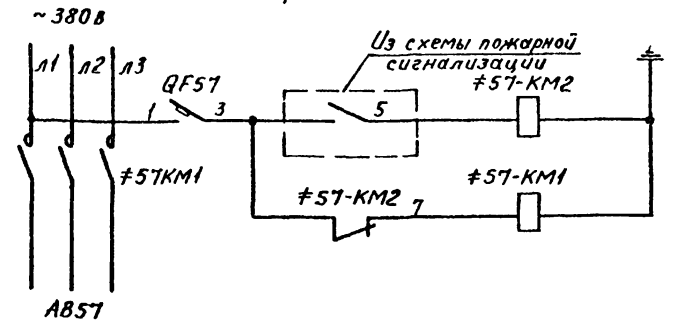 ~380в
л1 л2 л3
QF57
1
3
Из схемы пожарной
сигнализации
5
≠57-КМ2
≠57КМ1
≠57-КМ2
7
≠57-КМ1
АВ57